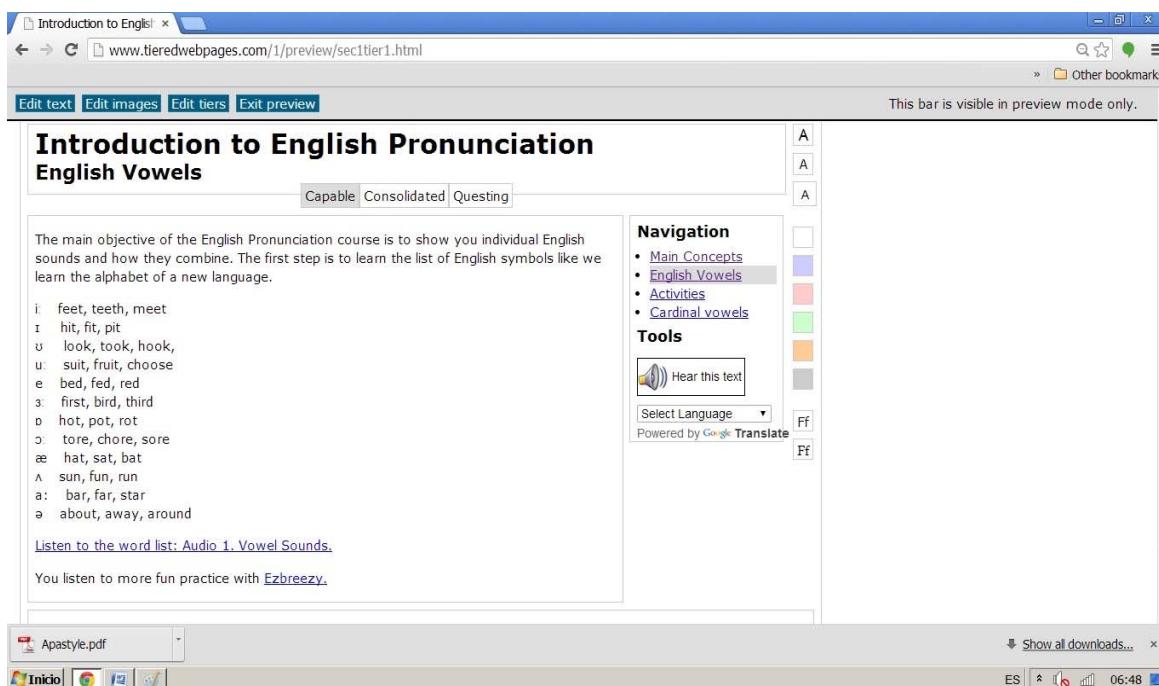 Introduction to Englis
www.tieredwebpages.com/1/preview/sec1tier1.html
» Other bookmark
Edit text Edit images Edit tiers Exit preview
This bar is visible in preview mode only.
Introduction to English Pronunciation
English Vowels
Capable Consolidated Questing
The main objective of the English Pronunciation course is to show you individual English
sounds and how they combine. The first step is to learn the list of English symbols like we
learn the alphabet of a new language.
iː feet, teeth, meet
ɪ hit, fit, pit
ʊ look, took, hook,
uː suit, fruit, choose
e bed, fed, red
ɜː first, bird, third
ɒ hot, pot, rot
ɔː tore, chore, sore
æ hat, sat, bat
ʌ sun, fun, run
a: bar, far, star
ə about, away, around
Listen to the word list: Audio 1. Vowel Sounds.
You listen to more fun practice with Ezbreezy.
Navigation
Main Concepts
English Vowels
Activities
Cardinal vowels
Tools
Hear this text
Select Language
Powered by Google Translate
A
A
A
Ff
Ff
Apastyle.pdf
Show all downloads...
Inicio
ES 06:48